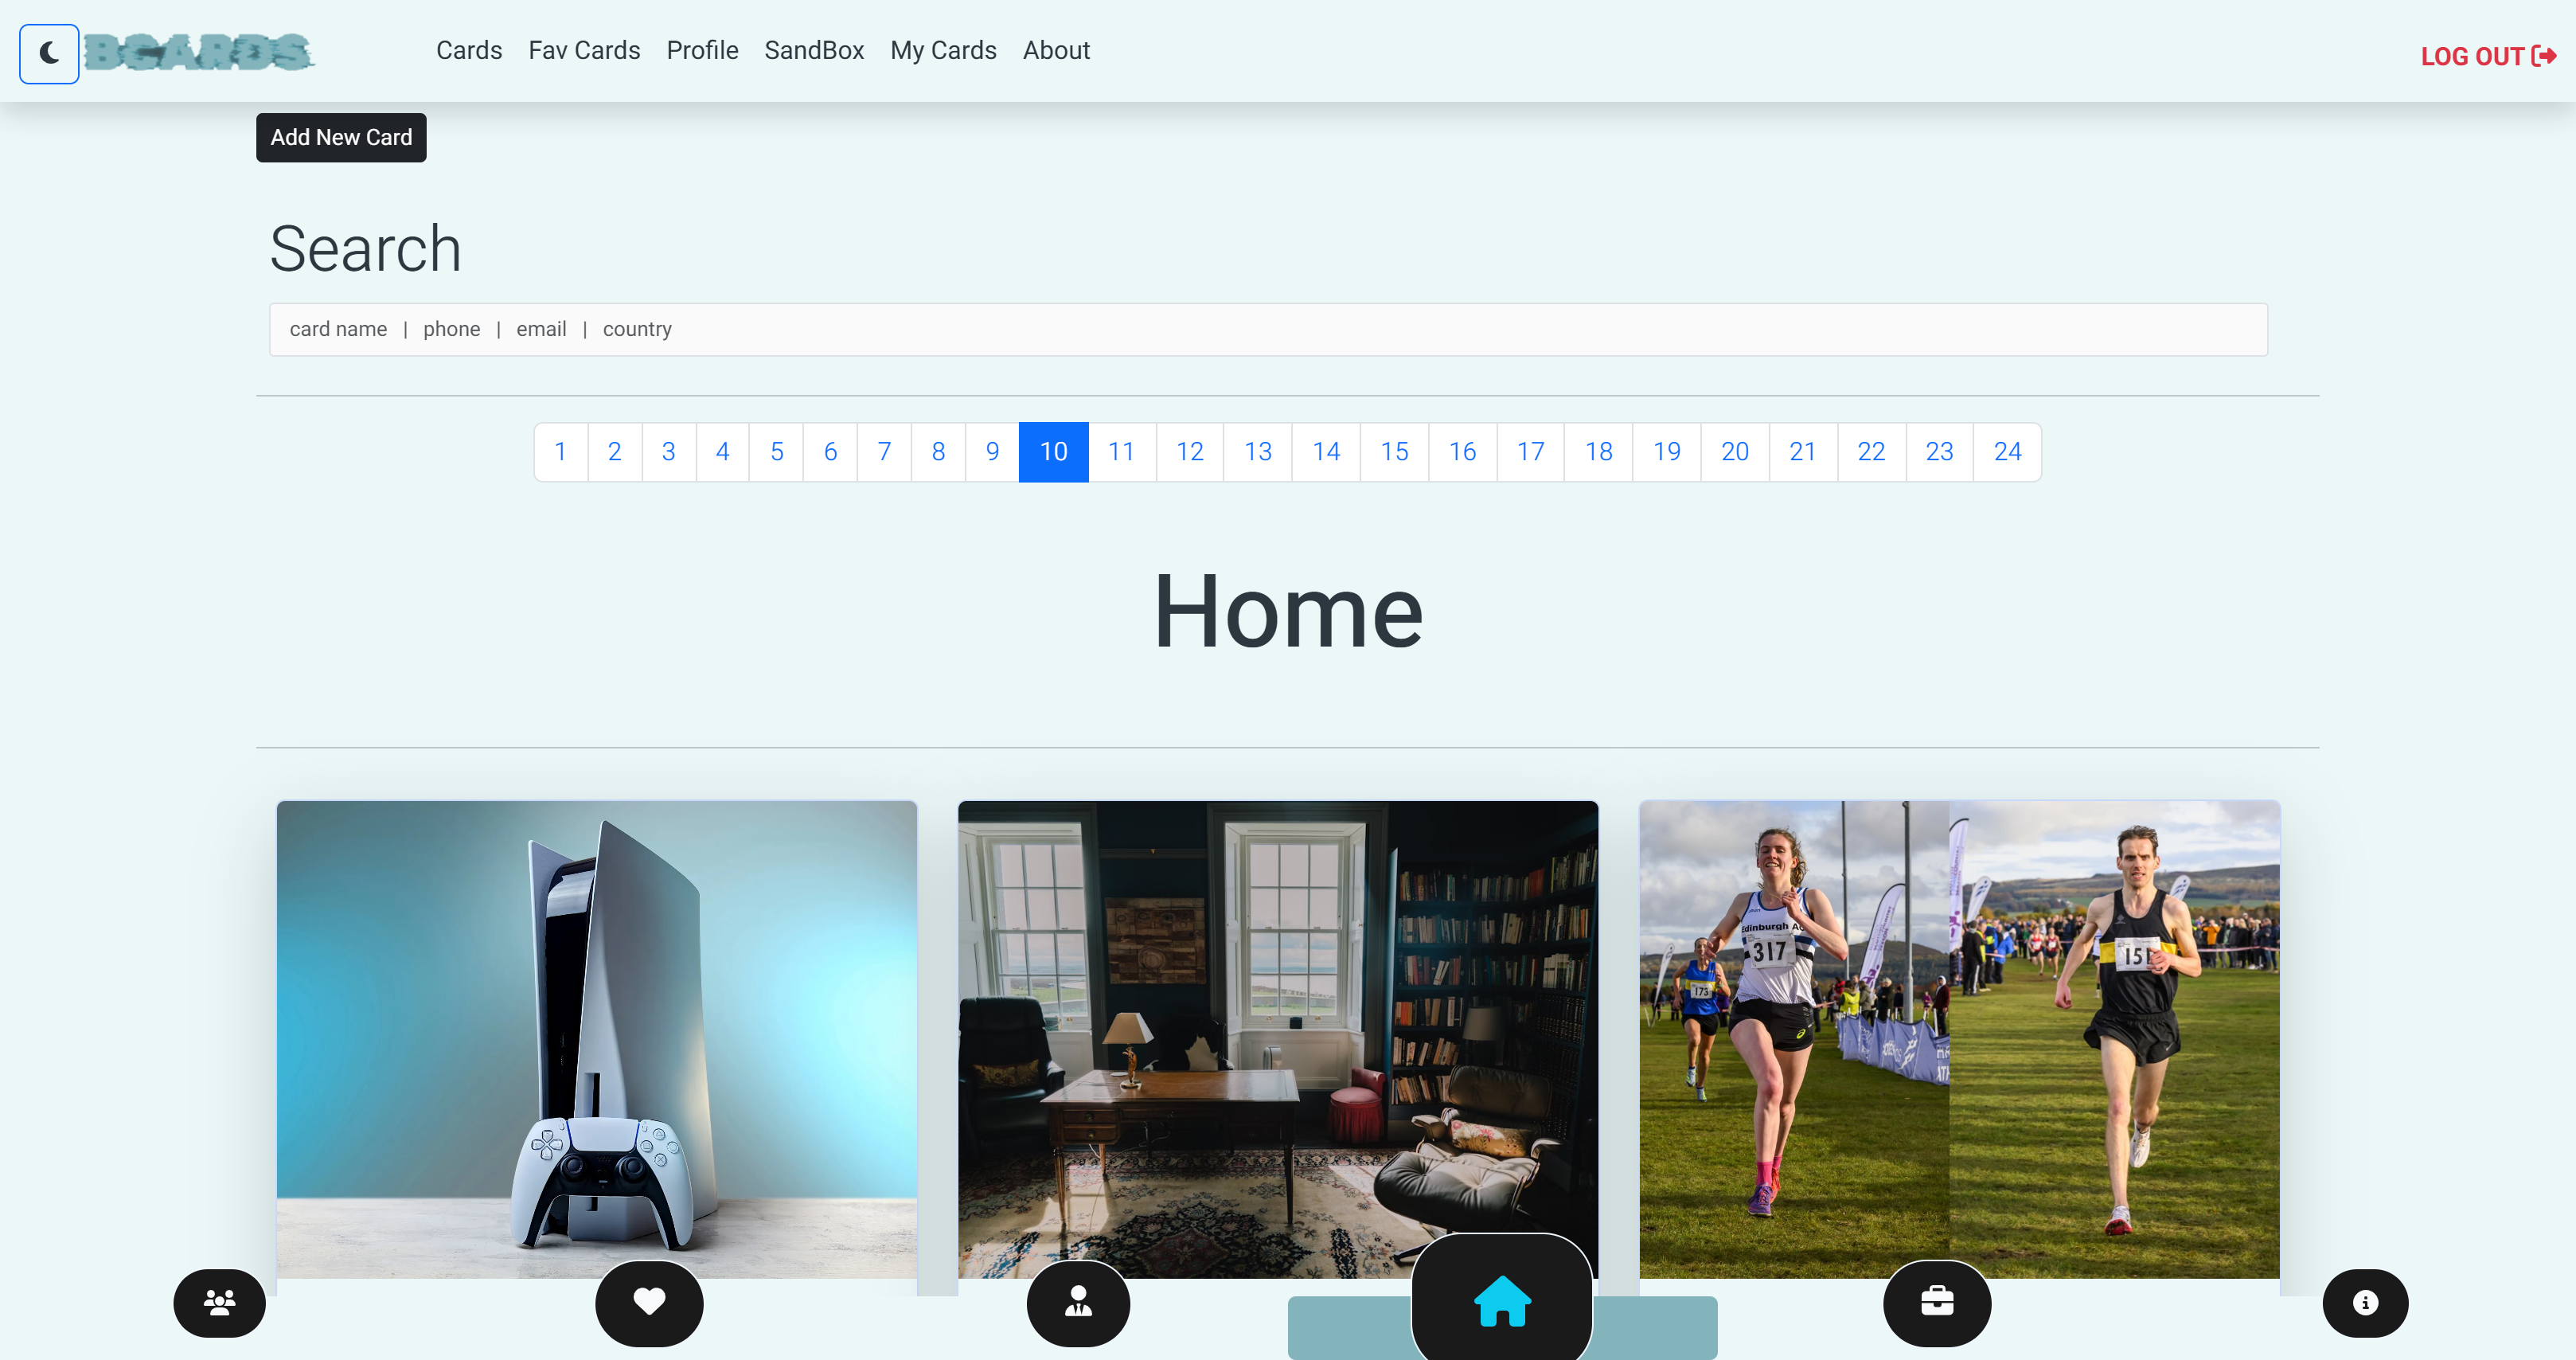 BCARDS
Cards Fav Cards Profile SandBox My Cards About
LOG OUT
Add New Card
Search
card name | phone | email | country
1 2 3 4 5 6 7 8 9 10 11 12 13 14 15 16 17 18 19 20 21 22 23 24
Home
Edinburgh AC
317
173
151